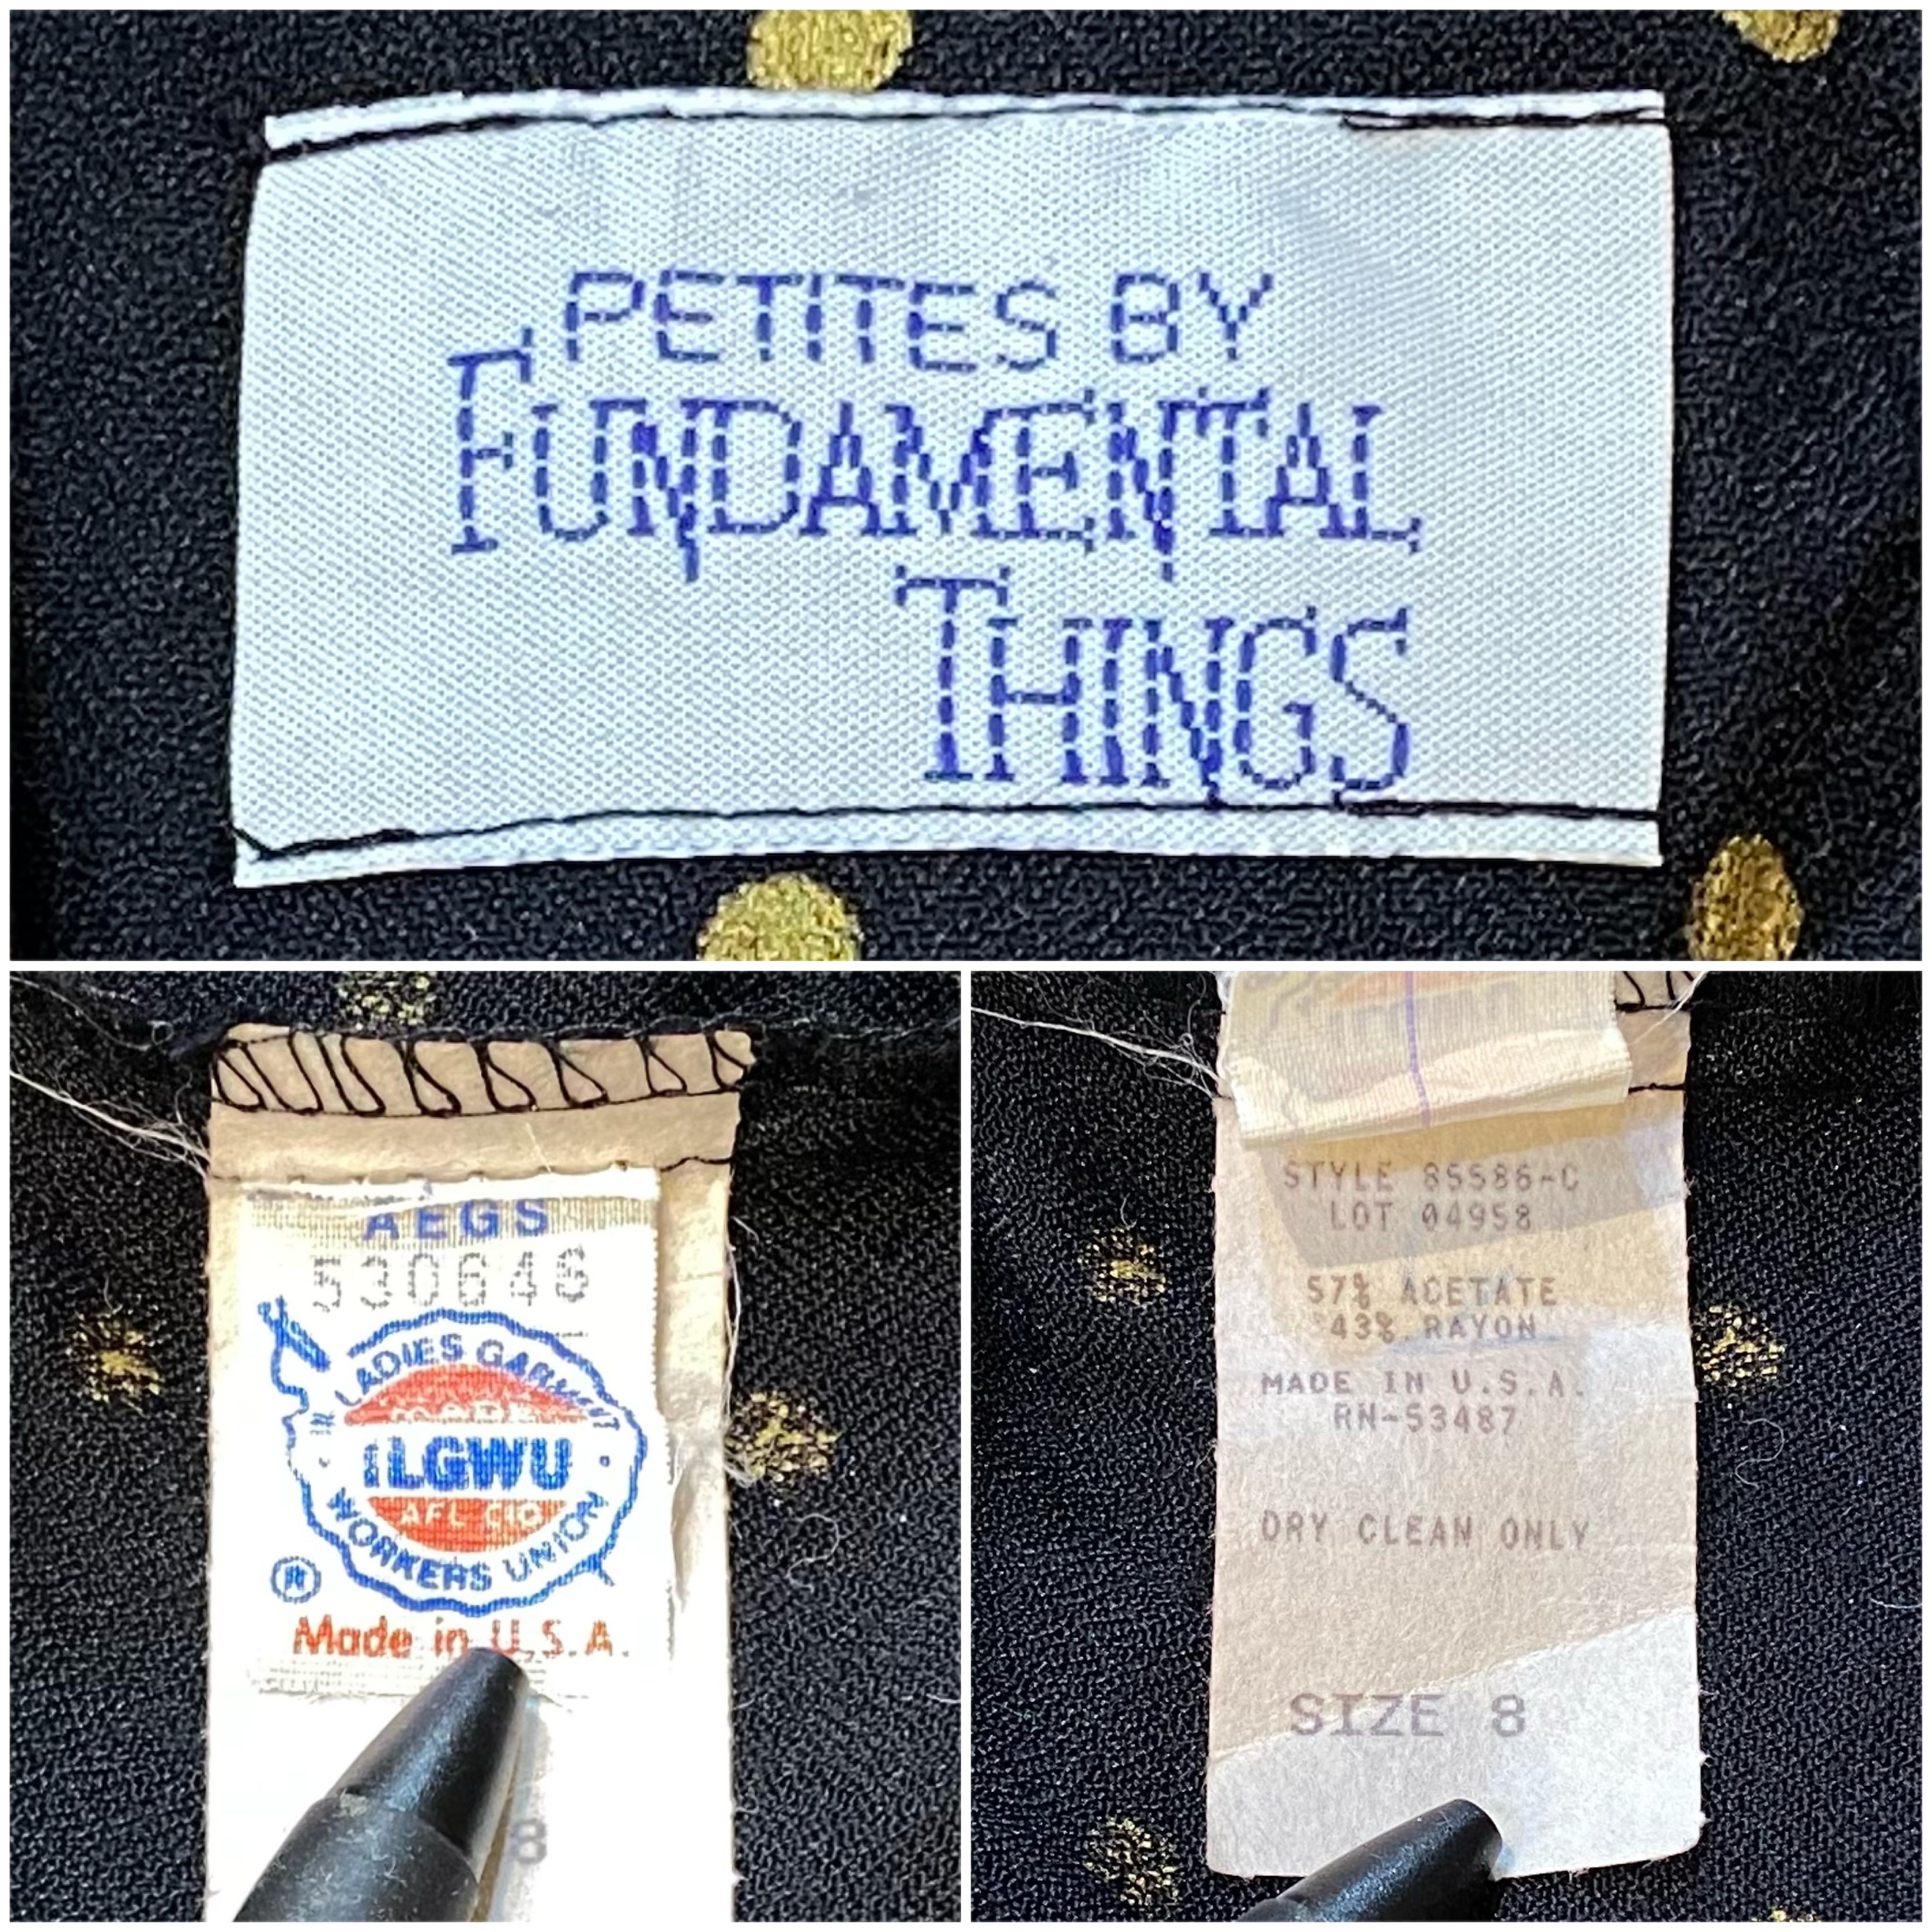 PETITES BY
FUNDAMENTAL
THINGS
AEGS
LADIES GARMENT
ILGWU
AFL CIO
WORKERS UNION
®
Made in U.S.A.
8
STYLE 85586-C
LOT 04958
57% ACETATE
43% RAYON
MADE IN U.S.A.
RN-53487
DRY CLEAN ONLY
SIZE 8